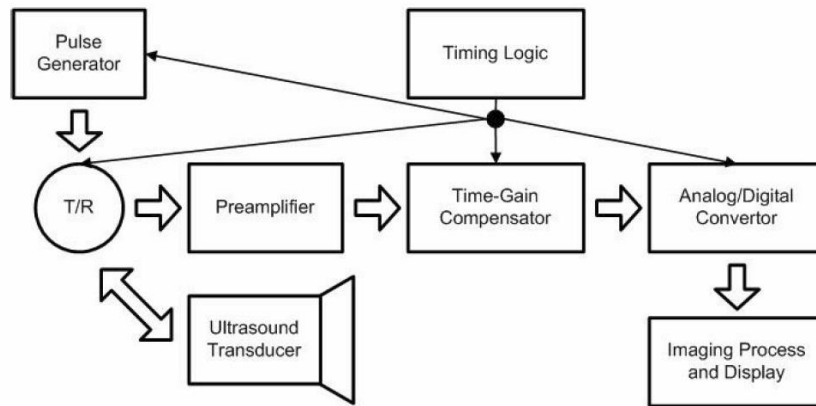 Pulse
Generator
Timing Logic
T/R
Preamplifier
Time-Gain
Compensator
Analog/Digital
Convertor
Ultrasound
Transducer
Imaging Process
and Display